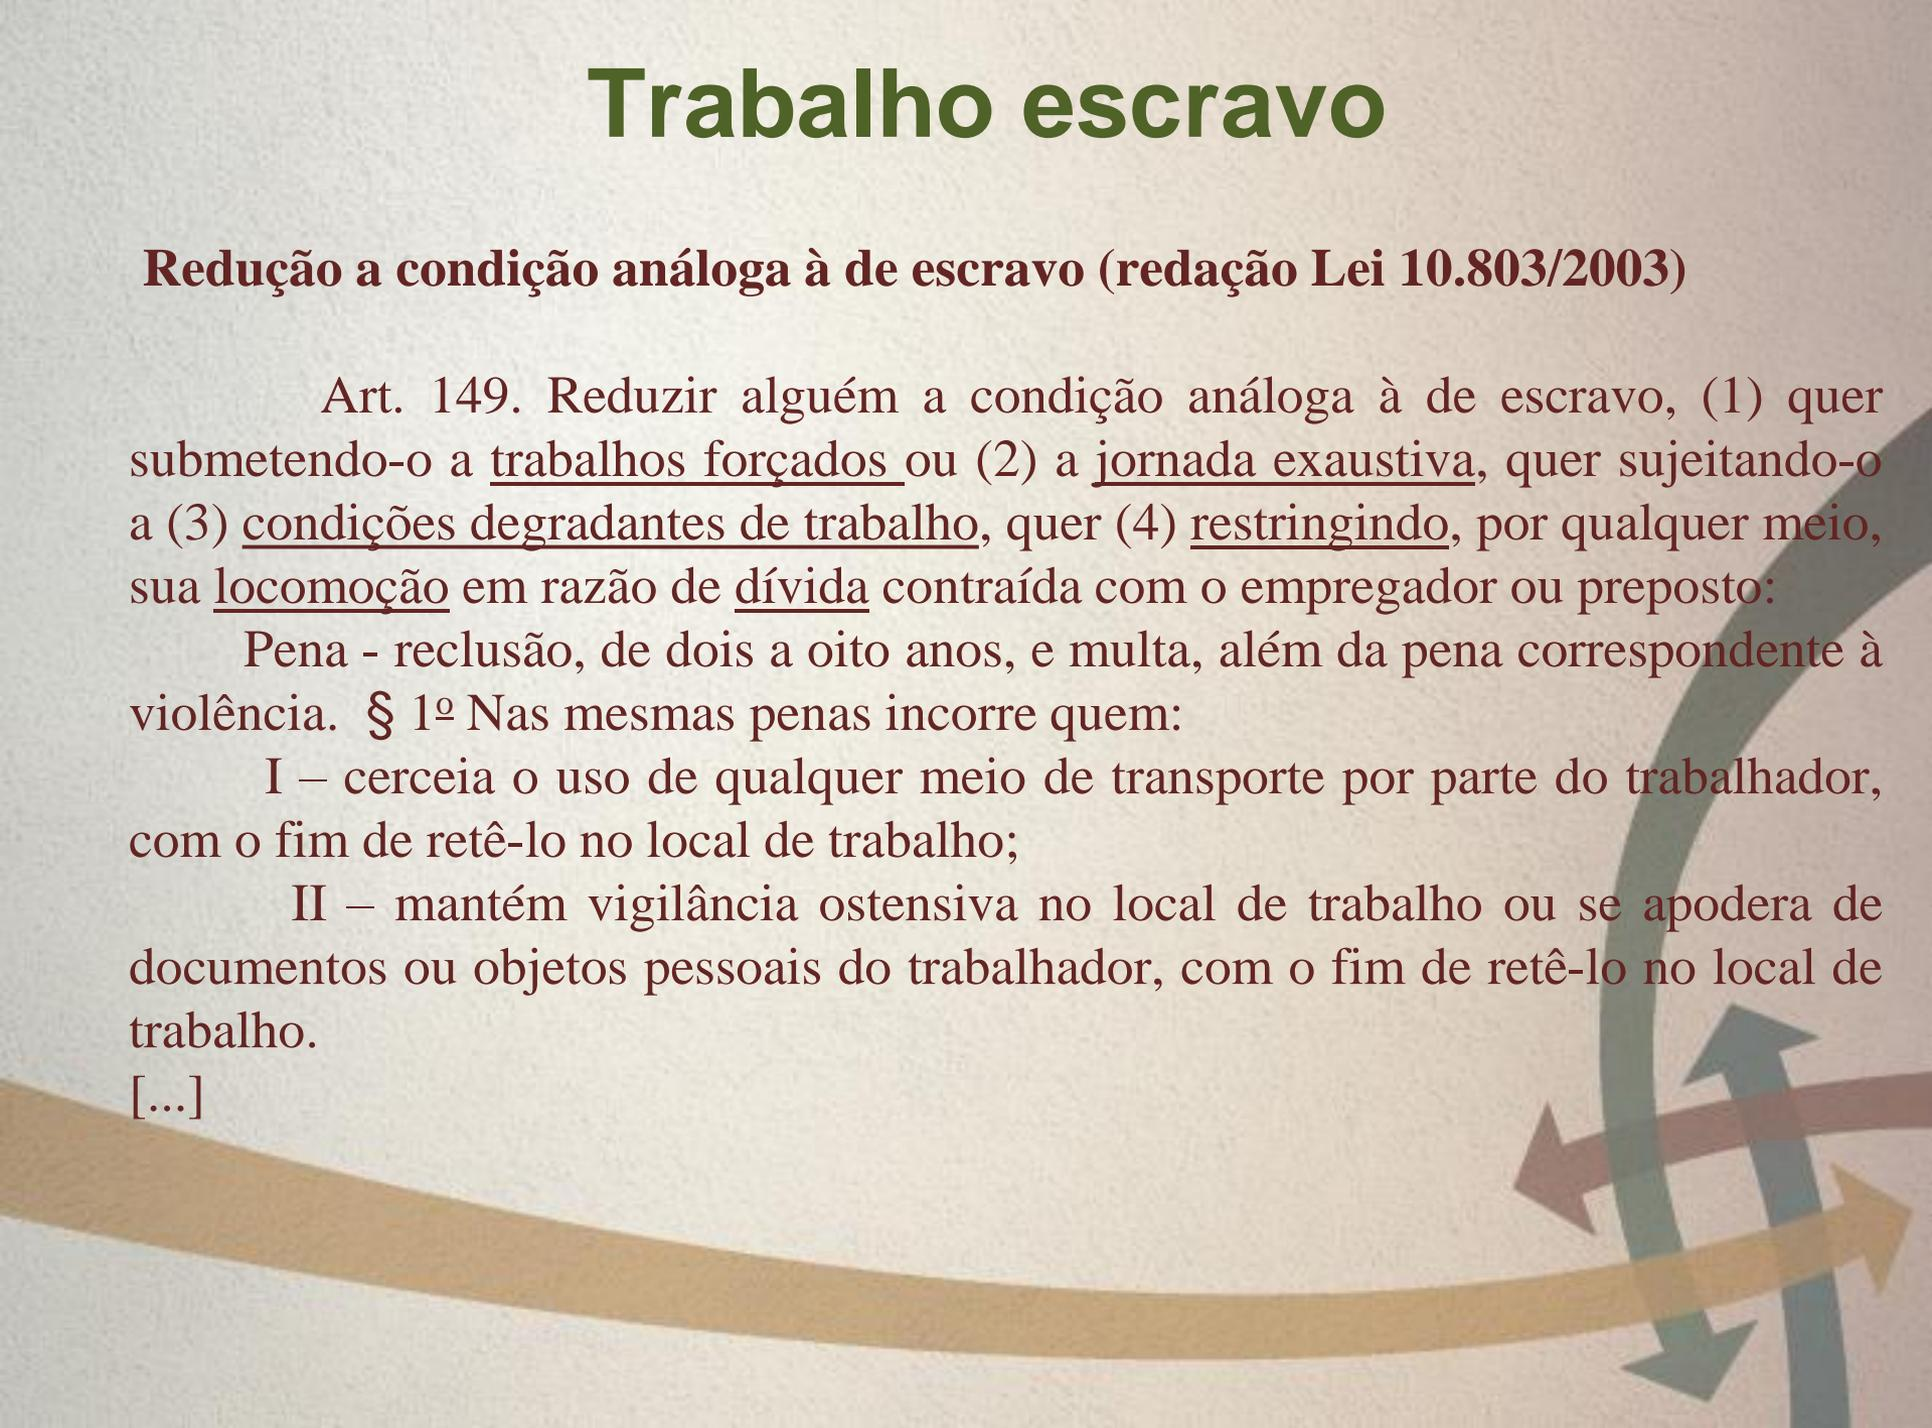 Trabalho escravo
Redução a condição análoga à de escravo (redação Lei 10.803/2003)
Art. 149. Reduzir alguém a condição análoga à de escravo, (1) quer
submetendo-o a trabalhos forçados ou (2) a jornada exaustiva, quer sujeitando-o
a (3) condições degradantes de trabalho, quer (4) restringindo, por qualquer meio,
sua locomoção em razão de dívida contraída com o empregador ou preposto:
Pena - reclusão, de dois a oito anos, e multa, além da pena correspondente à
violência. § 1º Nas mesmas penas incorre quem:
I – cerceia o uso de qualquer meio de transporte por parte do trabalhador,
com o fim de retê-lo no local de trabalho;
II – mantém vigilância ostensiva no local de trabalho ou se apodera de
documentos ou objetos pessoais do trabalhador, com o fim de retê-lo no local de
trabalho.
[...]